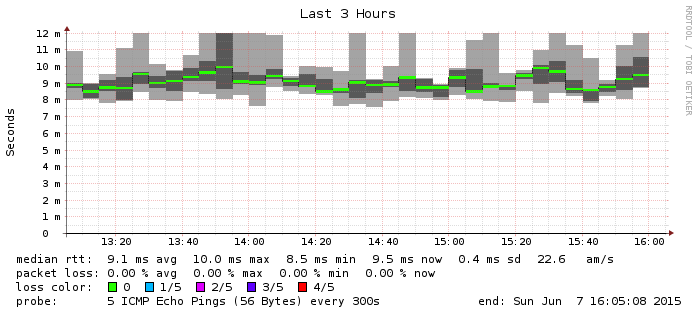 Last 3 Hours
RRDTOOL / TOBI OETIKER
Seconds
12 m
11 m
10 m
9 m
8 m
7 m
6 m
5 m
4 m
3 m
2 m
1 m
0
13:20 13:40 14:00 14:20 14:40 15:00 15:20 15:40 16:00
median rtt: 9.1 ms avg 10.0 ms max 8.5 ms min 9.5 ms now 0.4 ms sd 22.6 am/s
packet loss: 0.00 % avg 0.00 % max 0.00 % min 0.00 % now
loss color: 0 1/5 2/5 3/5 4/5
probe: 5 ICMP Echo Pings (56 Bytes) every 300s end: Sun Jun 7 16:05:08 2015